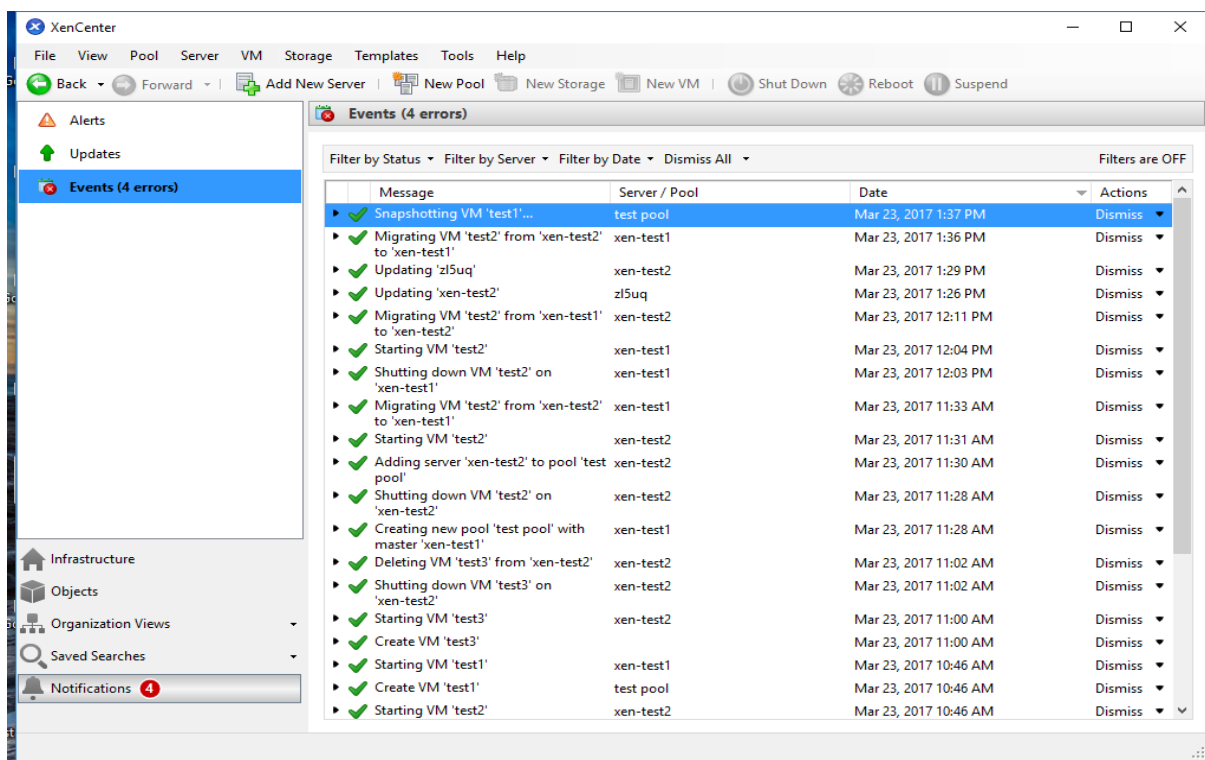 XenCenter
File View Pool Server VM Storage Templates Tools Help
Back Forward Add New Server New Pool New Storage New VM Shut Down Reboot Suspend
Alerts
Updates
Events (4 errors)
Infrastructure
Objects
Organization Views
Saved Searches
Notifications 4
Events (4 errors)
Filter by Status Filter by Server Filter by Date Dismiss All Filters are OFF
Message Server / Pool Date Actions
Snapshotting VM 'test1'... test pool Mar 23, 2017 1:37 PM Dismiss
Migrating VM 'test2' from 'xen-test2' xen-test1 Mar 23, 2017 1:36 PM Dismiss
to 'xen-test1'
Updating 'zl5uq' xen-test2 Mar 23, 2017 1:29 PM Dismiss
Updating 'xen-test2' zl5uq Mar 23, 2017 1:26 PM Dismiss
Migrating VM 'test2' from 'xen-test1' xen-test2 Mar 23, 2017 12:11 PM Dismiss
to 'xen-test2'
Starting VM 'test2' xen-test1 Mar 23, 2017 12:04 PM Dismiss
Shutting down VM 'test2' on xen-test1 Mar 23, 2017 12:03 PM Dismiss
'xen-test1'
Migrating VM 'test2' from 'xen-test2' xen-test1 Mar 23, 2017 11:33 AM Dismiss
to 'xen-test1'
Starting VM 'test2' xen-test2 Mar 23, 2017 11:31 AM Dismiss
Adding server 'xen-test2' to pool 'test xen-test2 Mar 23, 2017 11:30 AM Dismiss
pool'
Shutting down VM 'test2' on xen-test2 Mar 23, 2017 11:28 AM Dismiss
'xen-test2'
Creating new pool 'test pool' with xen-test1 Mar 23, 2017 11:28 AM Dismiss
master 'xen-test1'
Deleting VM 'test3' from 'xen-test2' xen-test2 Mar 23, 2017 11:02 AM Dismiss
Shutting down VM 'test3' on xen-test2 Mar 23, 2017 11:02 AM Dismiss
'xen-test2'
Starting VM 'test3' xen-test2 Mar 23, 2017 11:00 AM Dismiss
Create VM 'test3' Mar 23, 2017 11:00 AM Dismiss
Starting VM 'test1' xen-test1 Mar 23, 2017 10:46 AM Dismiss
Create VM 'test1' test pool Mar 23, 2017 10:46 AM Dismiss
Starting VM 'test2' xen-test2 Mar 23, 2017 10:46 AM Dismiss